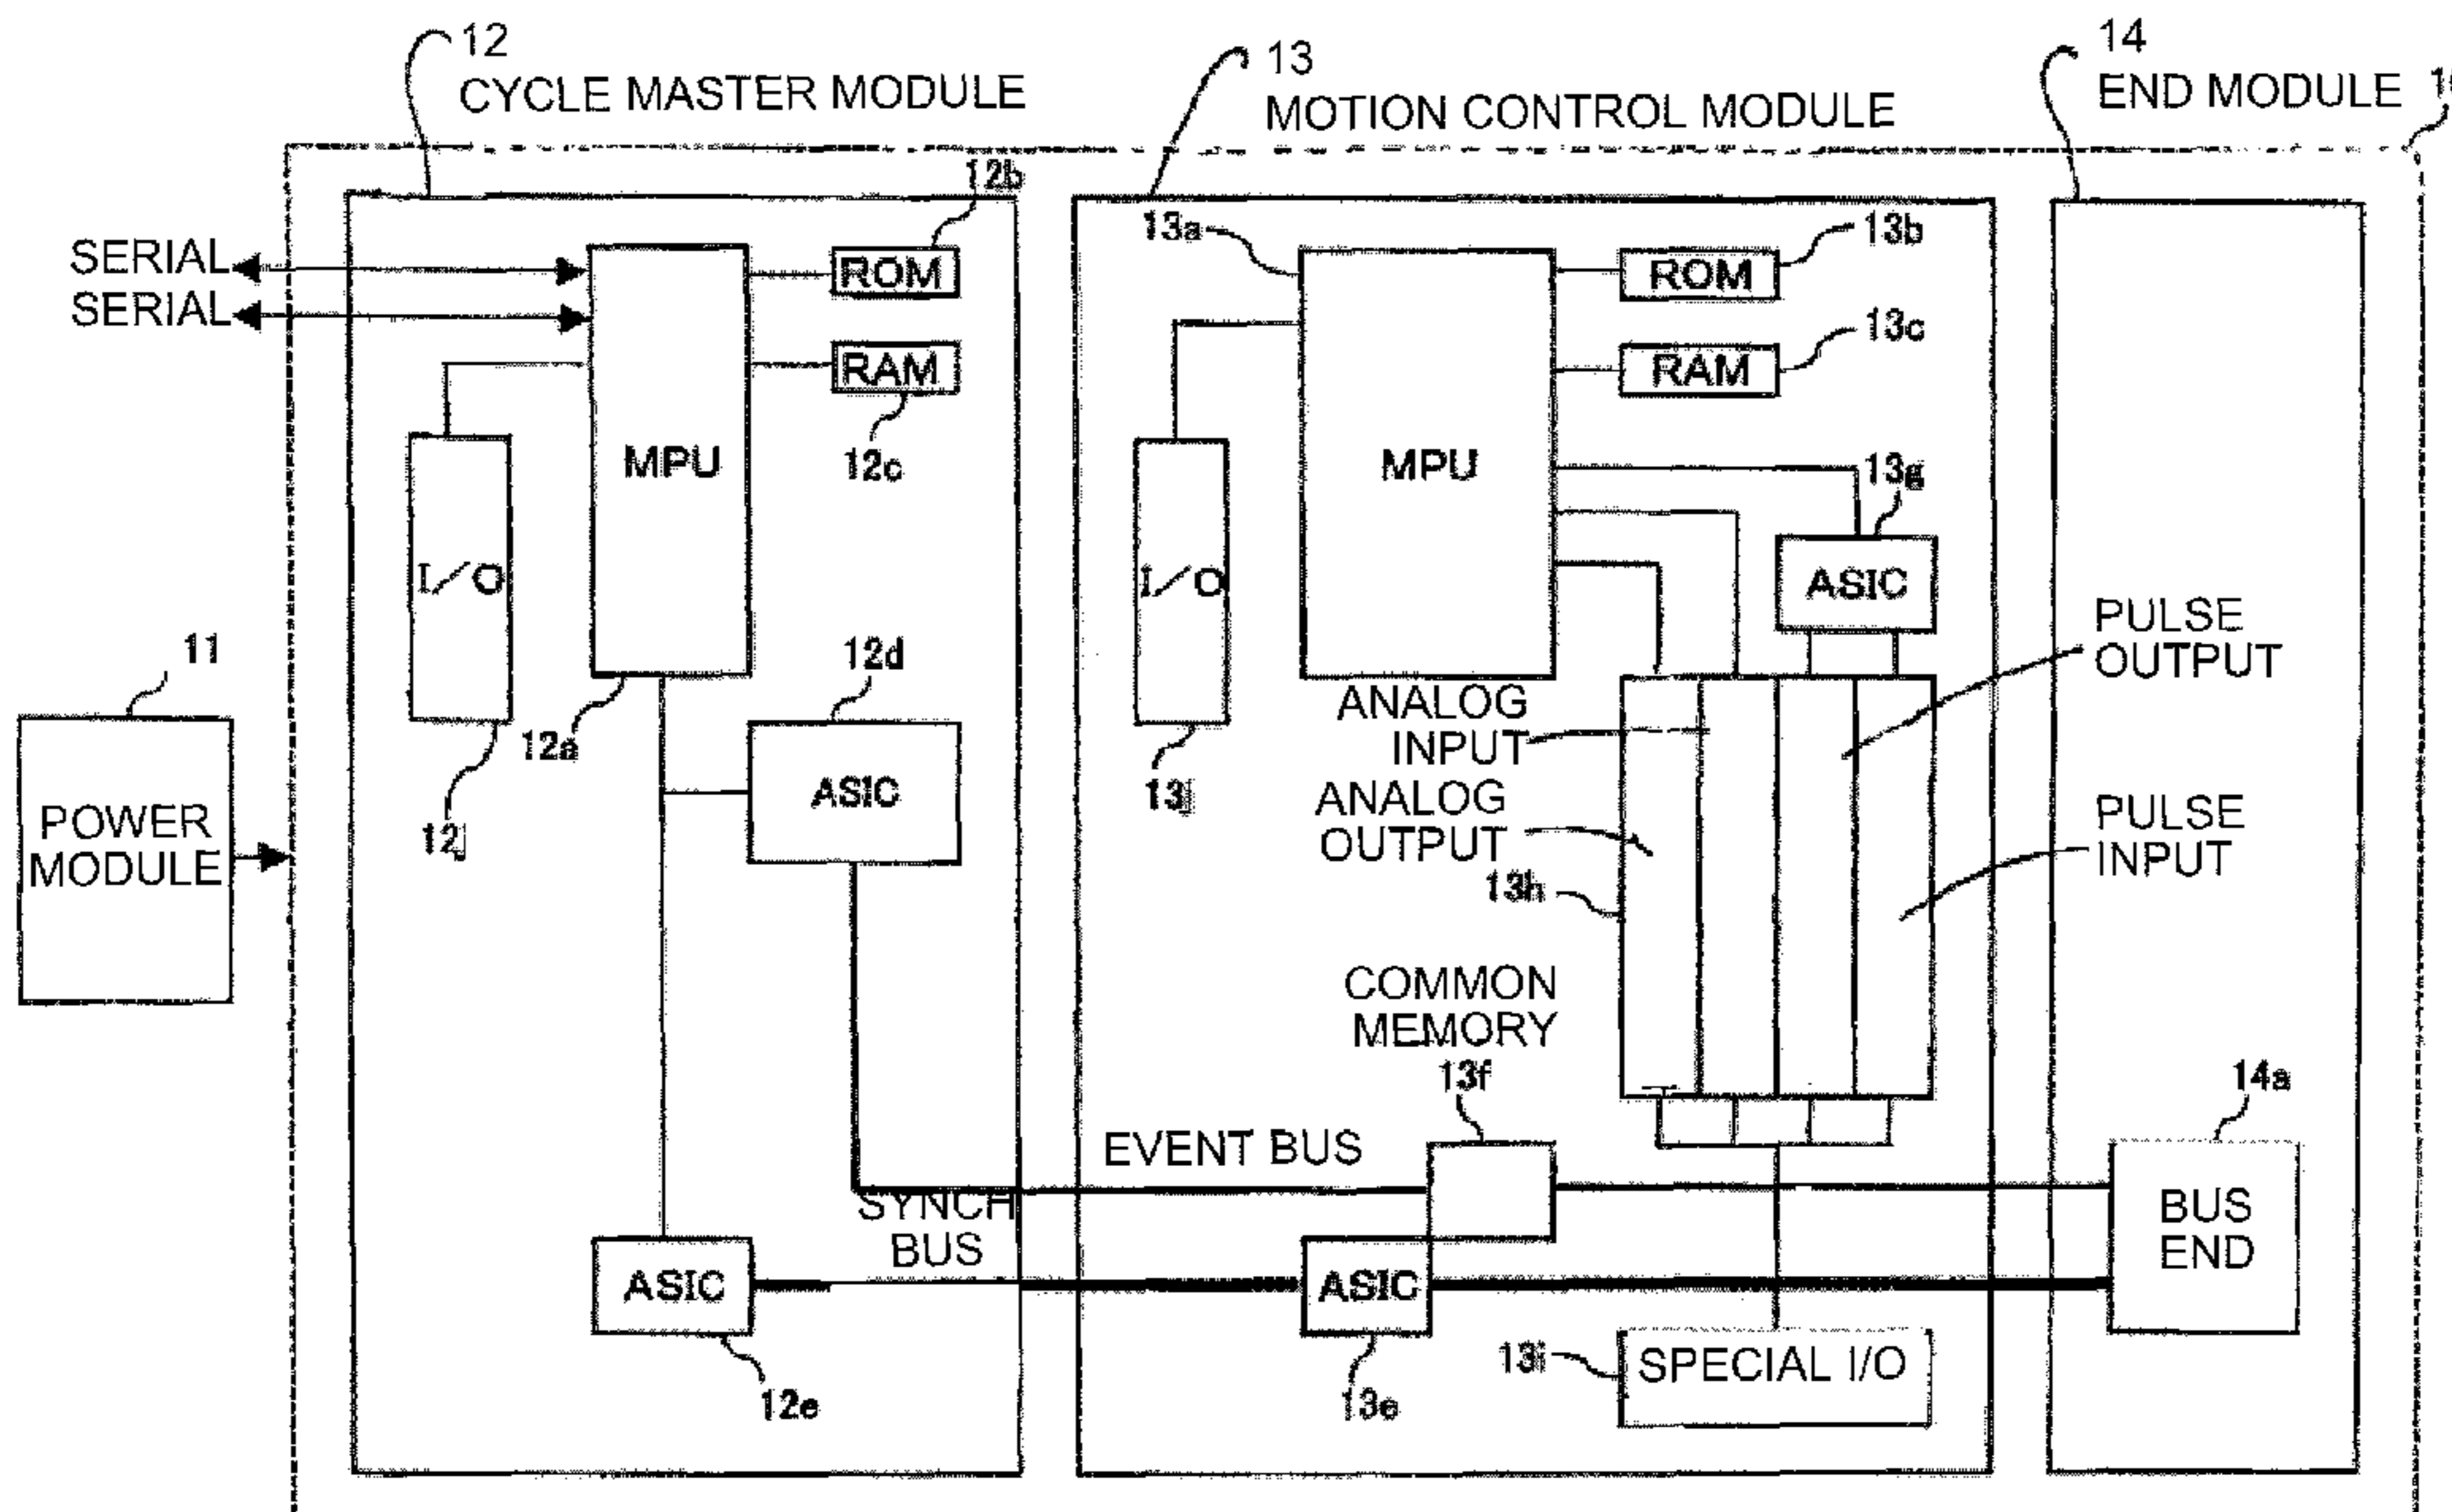 12
CYCLE MASTER MODULE
13
MOTION CONTROL MODULE
14
END MODULE
12b
13a
13b
SERIAL
SERIAL
ROM
ROM
RAM
RAM
13c
12c
MPU
MPU
13g
I/O
I/O
ASIC
PULSE
OUTPUT
11
12d
12a
ASIC
12j
13j
ANALOG
INPUT
ANALOG
OUTPUT
13h
PULSE
INPUT
POWER
MODULE
COMMON
MEMORY
13f
14a
EVENT BUS
SYNCH
BUS
BUS
END
ASIC
ASIC
12e
13e
13i
SPECIAL I/O